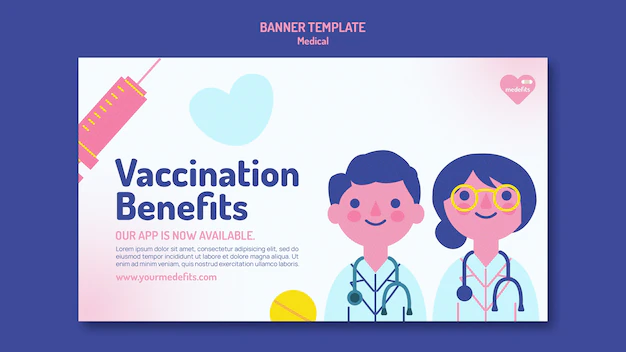 BANNER TEMPLATE
Medical
medefits
Vaccination
Benefits
OUR APP IS NOW AVAILABLE.
Lorem ipsum dolor sit amet, consectetur adipiscing elit,
sed do eiusmod tempor incididunt ut labore et dolore
magna aliqua. Ut enim ad minim veniam, quis nostrud
exercitation ullamco laboris.
www.yourmedefits.com